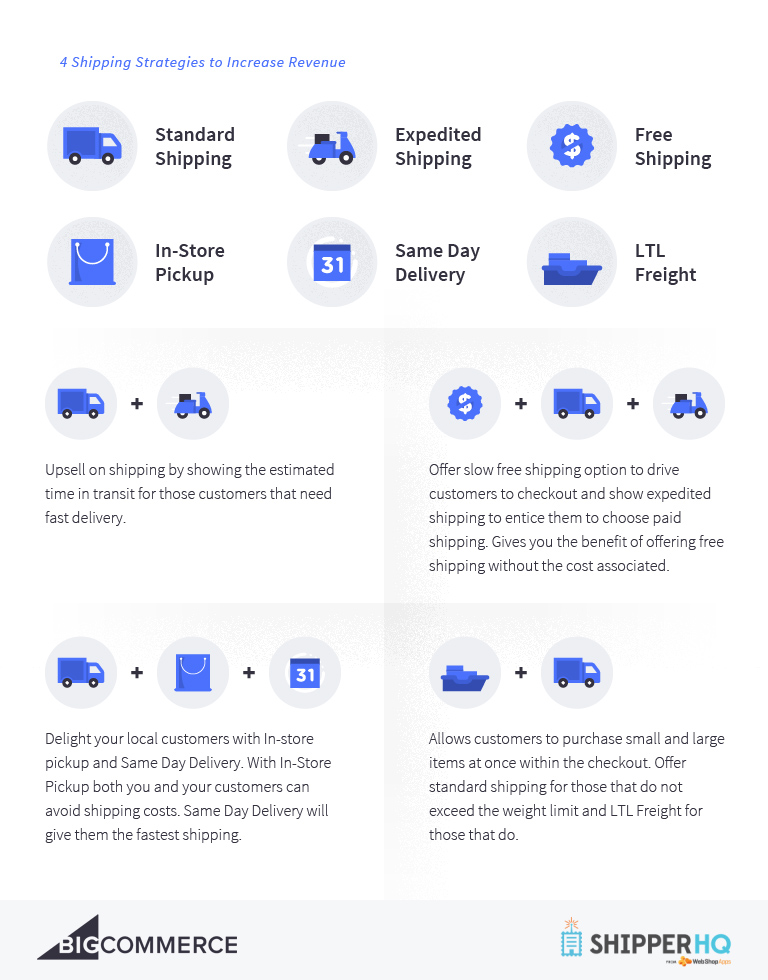 4 Shipping Strategies to Increase Revenue
Standard
Shipping
Expedited
Shipping
Free
Shipping
In-Store
Pickup
31
Same Day
Delivery
LTL
Freight
+
Upsell on shipping by showing the estimated
time in transit for those customers that need
fast delivery.
$ + +
Offer slow free shipping option to drive
customers to checkout and show expedited
shipping to entice them to choose paid
shipping. Gives you the benefit of offering free
shipping without the cost associated.
+ + 31
Delight your local customers with In-store
pickup and Same Day Delivery. With In-Store
Pickup both you and your customers can
avoid shipping costs. Same Day Delivery will
give them the fastest shipping.
+
Allows customers to purchase small and large
items at once within the checkout. Offer
standard shipping for those that do not
exceed the weight limit and LTL Freight for
those that do.
BIGCOMMERCE
SHIPPERHQ
FROM WebShopApps